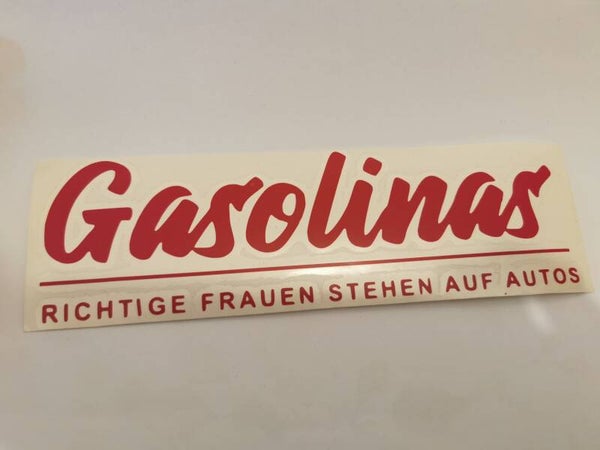 Gasolinas
RICHTIGE FRAUEN STEHEN AUF AUTOS